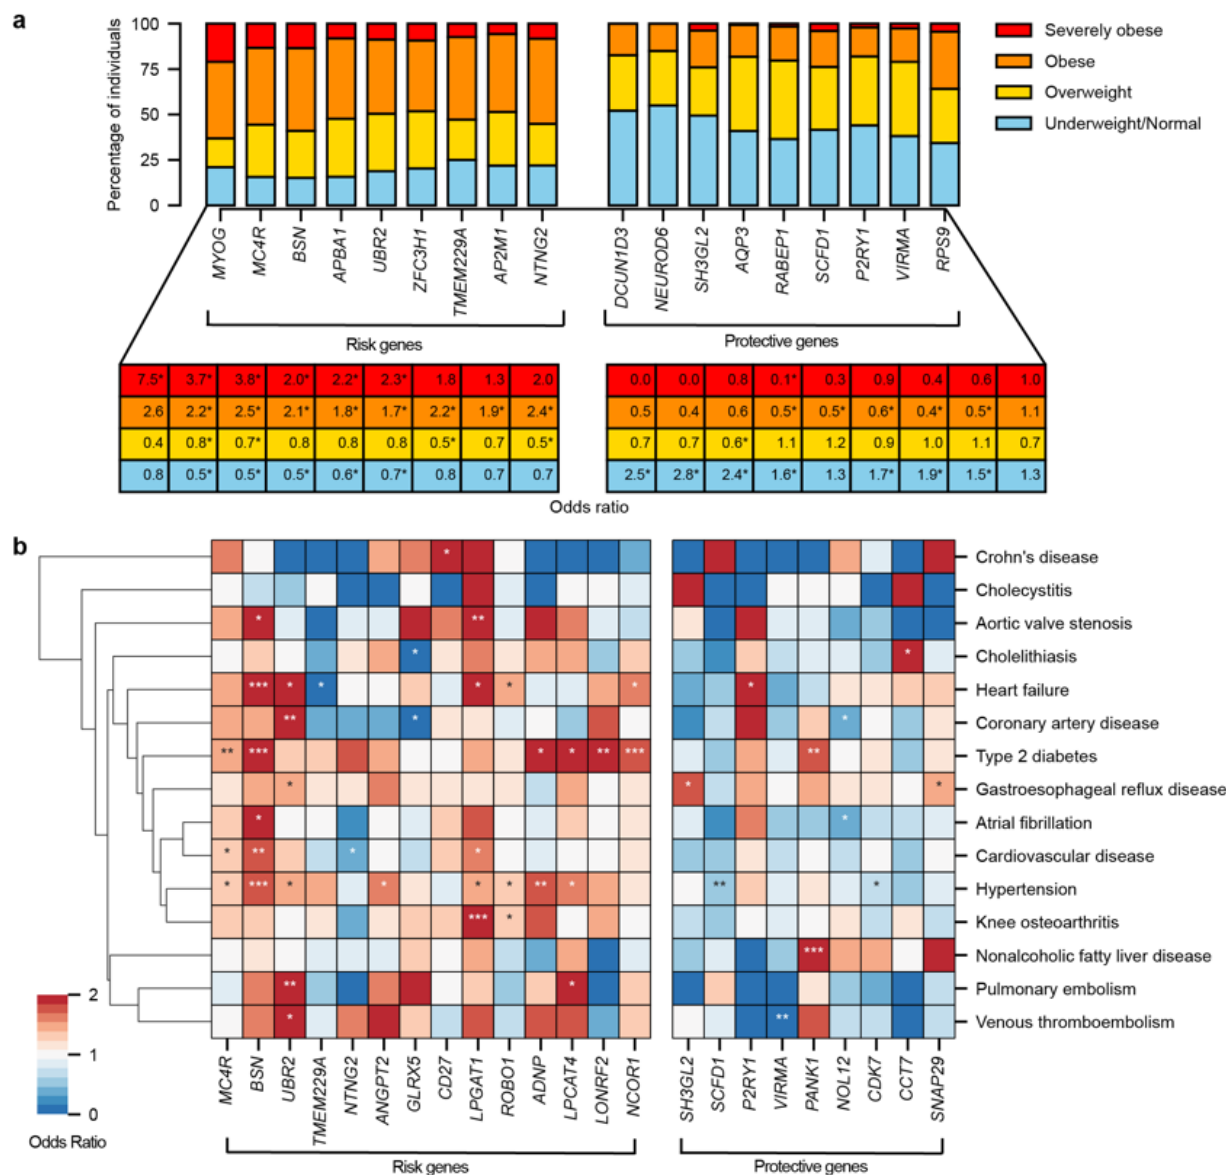 a
Percentage of individuals
100
75
50
25
0
Severely obese
Obese
Overweight
Underweight/Normal
MYOG
MC4R
BSN
APBA1
UBR2
ZFC3H1
TMEM229A
AP2M1
NTNG2
DCUN1D3
NEUROD6
SH3GL2
AQP3
RABEP1
SCFD1
P2RY1
VIRMA
RPS9
Risk genes
Protective genes
7.5* 3.7* 3.8* 2.0* 2.2* 2.3* 1.8 1.3 2.0 0.0 0.0 0.8 0.1* 0.3 0.9 0.4 0.6 1.0
2.6 2.2* 2.5* 2.1* 1.8* 1.7* 2.2* 1.9* 2.4* 0.5 0.4 0.6 0.5* 0.5* 0.6* 0.4* 0.5* 1.1
0.4 0.8* 0.7* 0.8 0.8 0.8 0.5* 0.7 0.5* 0.7 0.7 0.6* 1.1 1.2 0.9 1.0 1.1 0.7
0.8 0.5* 0.5* 0.5* 0.6* 0.7* 0.8 0.7 0.7 2.5* 2.8* 2.4* 1.6* 1.3 1.7* 1.9* 1.5* 1.3
Odds ratio
b
* Crohn's disease
Cholecystitis
* ** Aortic valve stenosis
* * Cholelithiasis
*** * * * * * * Heart failure
** * * Coronary artery disease
** *** * * ** *** ** Type 2 diabetes
* * * Gastroesophageal reflux disease
* * Atrial fibrillation
* ** * * Cardiovascular disease
* *** * * * * ** * ** * Hypertension
*** * Knee osteoarthritis
*** Nonalcoholic fatty liver disease
** * Pulmonary embolism
* ** Venous thromboembolism
2
1
0
Odds Ratio
MC4R
BSN
UBR2
TMEM229A
NTNG2
ANGPT2
GLRX5
CD27
LPGAT1
ROBO1
ADNP
LPCAT4
LONRF2
NCOR1
SH3GL2
SCFD1
P2RY1
VIRMA
PANK1
NOL12
CDK7
CCT7
SNAP29
Risk genes
Protective genes